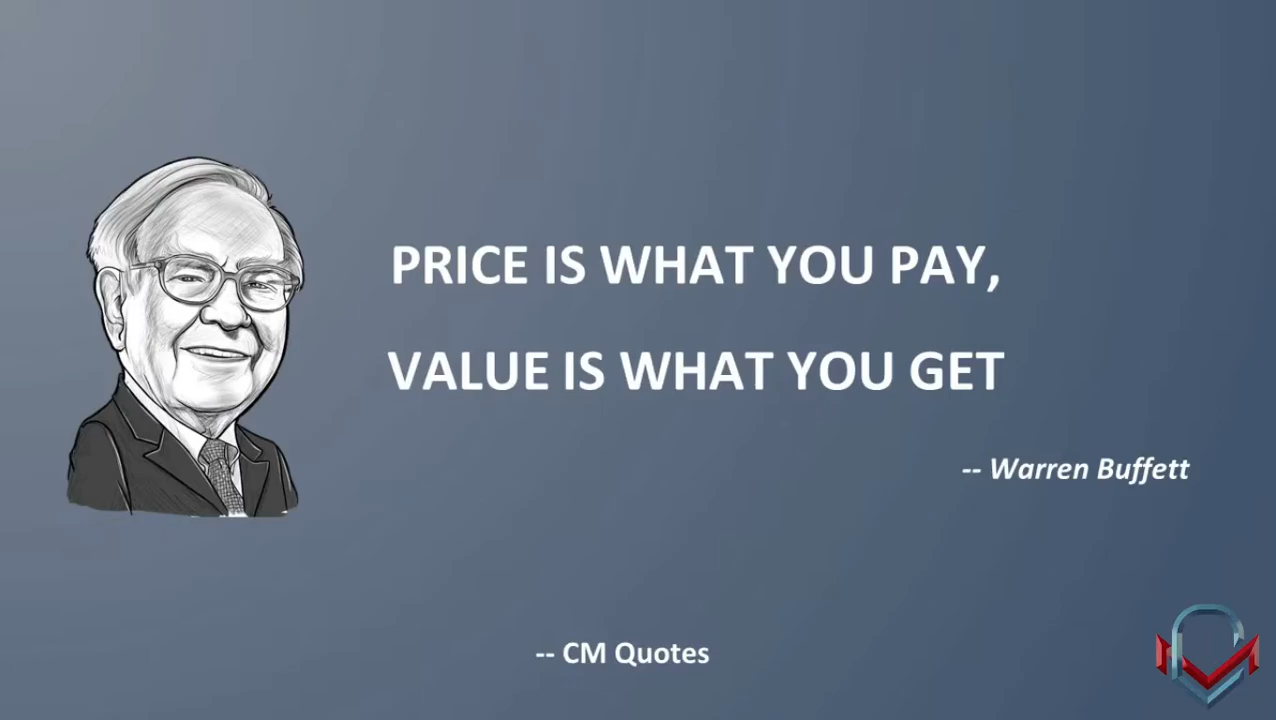 PRICE IS WHAT YOU PAY,
VALUE IS WHAT YOU GET
-- Warren Buffett
-- CM Quotes